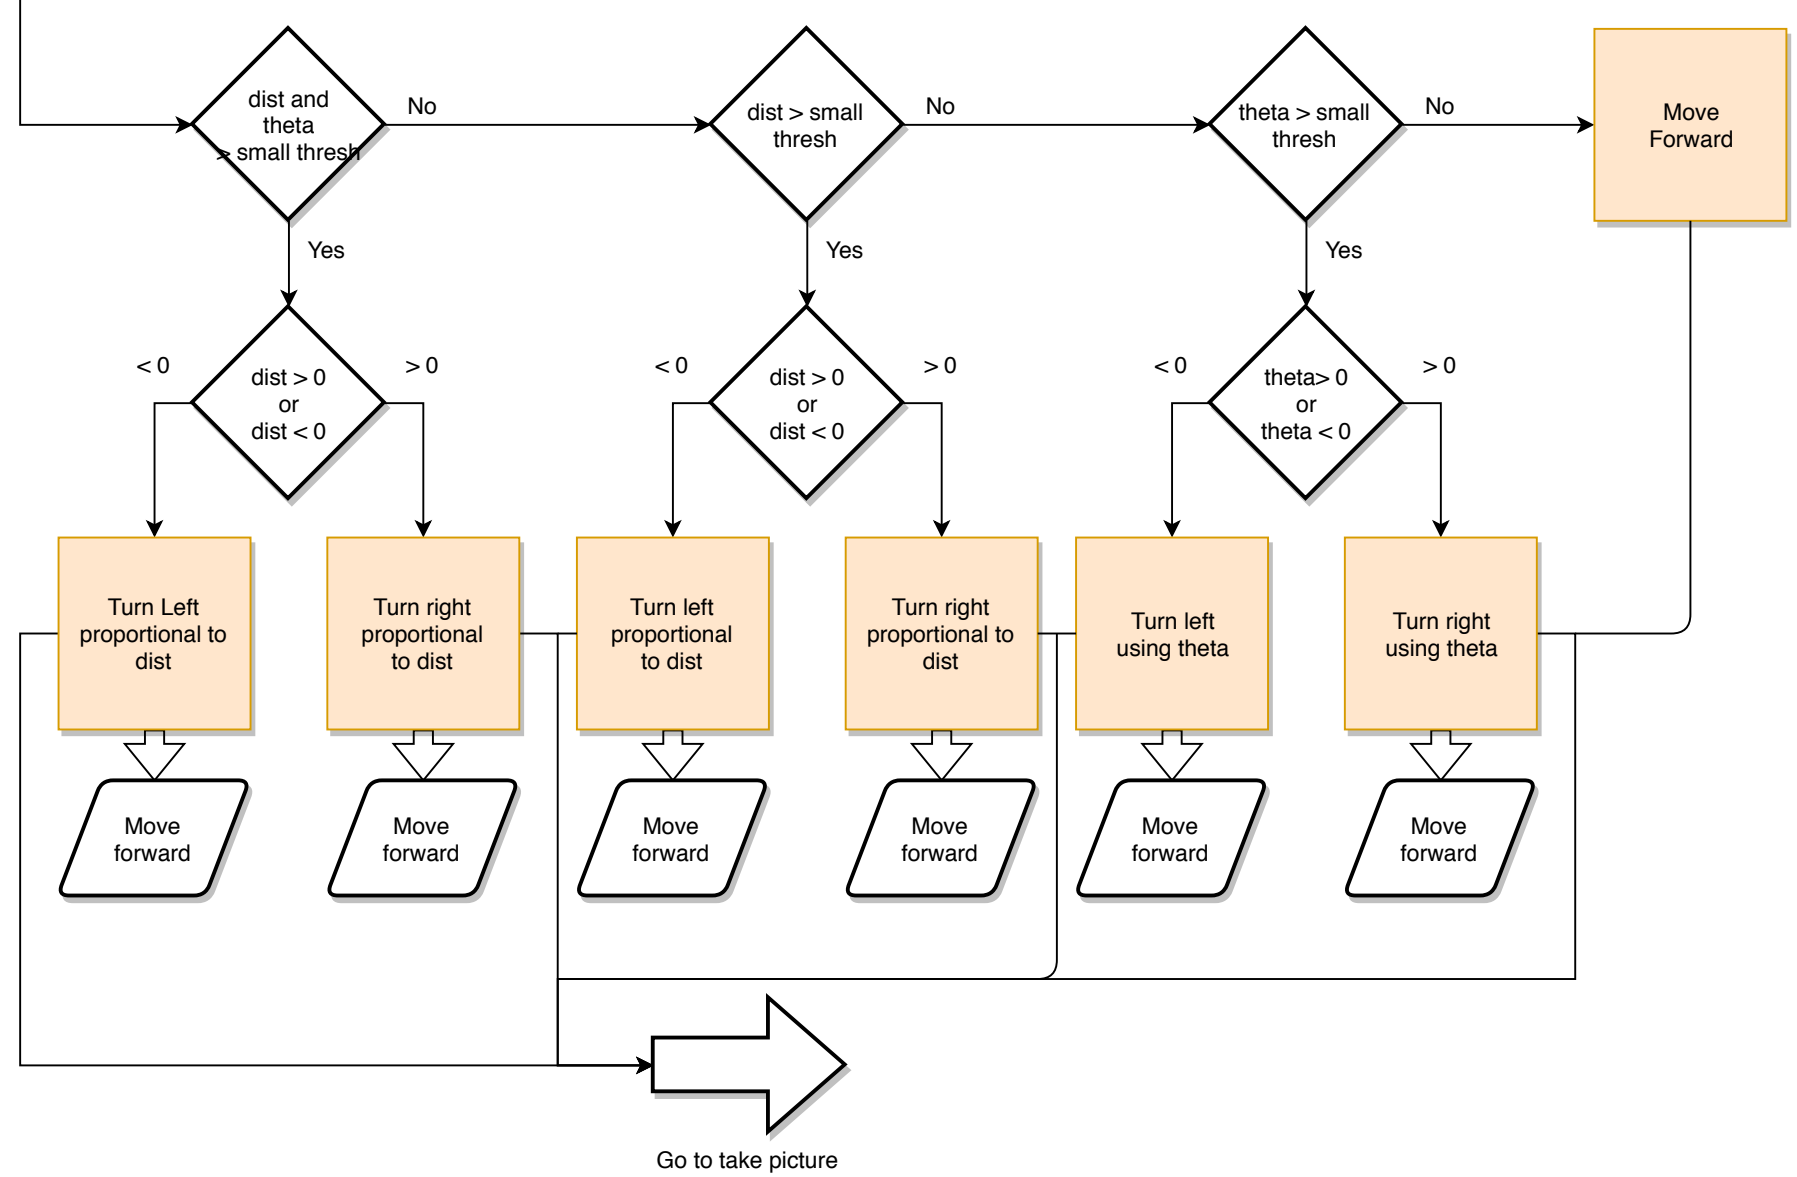 dist and
theta
> small thresh
No
dist > small
thresh
No
theta > small
thresh
No
Move
Forward
Yes
Yes
Yes
< 0
dist > 0
or
dist < 0
> 0
< 0
dist > 0
or
dist < 0
> 0
< 0
theta> 0
or
theta < 0
> 0
Turn Left
proportional to
dist
Turn right
proportional
to dist
Turn left
proportional
to dist
Turn right
proportional to
dist
Turn left
using theta
Turn right
using theta
Move
forward
Move
forward
Move
forward
Move
forward
Move
forward
Move
forward
Go to take picture